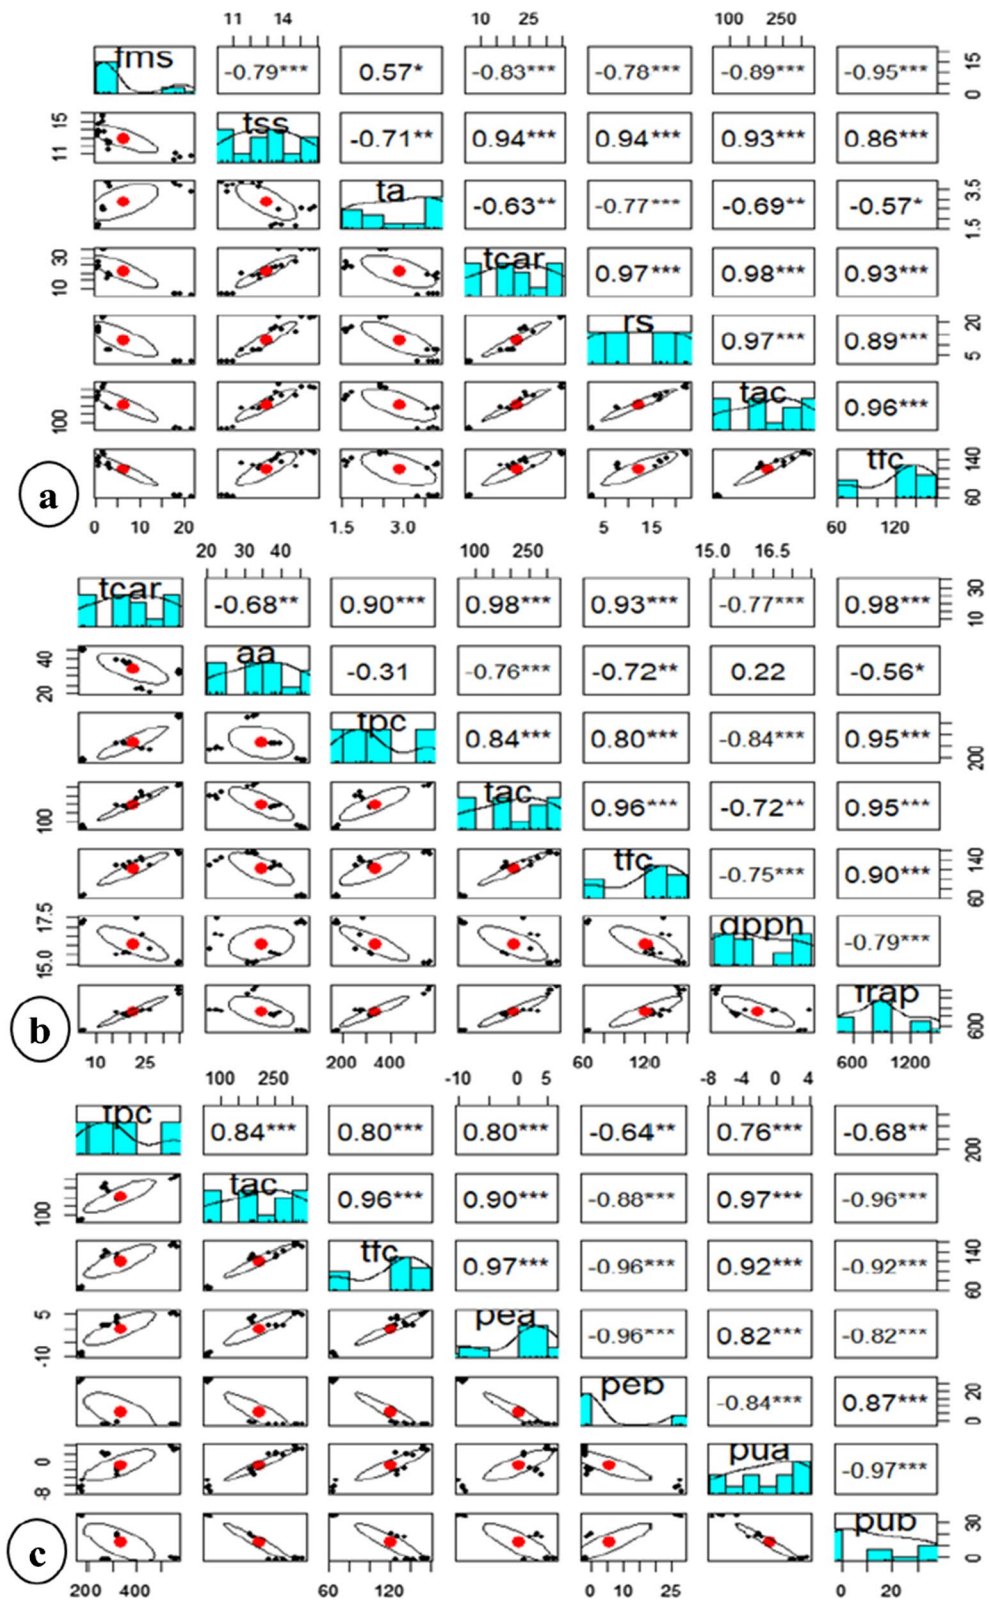 11 14 10 25 100 250
fms -0.79*** 0.57* -0.83*** -0.78*** -0.89*** -0.95*** 0 15
11 15 tss -0.71** 0.94*** 0.94*** 0.93*** 0.86***
ta -0.63** -0.77*** -0.69** -0.57* 1.5 3.5
10 30 tcar 0.97*** 0.98*** 0.93***
rs 0.97*** 0.89*** 5 20
100 tac 0.96***
a tfc 60 140
0 10 20 1.5 3.0 5 15 60 120
20 30 40 100 250 15.0 16.5
tcar -0.68** 0.90*** 0.98*** 0.93*** -0.77*** 0.98*** 10 30
20 40 aa -0.31 -0.76*** -0.72** 0.22 -0.56*
tpc 0.84*** 0.80*** -0.84*** 0.95*** 200
100 tac 0.96*** -0.72** 0.95***
tfc -0.75*** 0.90*** 60 140
15.0 17.5 dpph -0.79***
b frap 600
10 25 200 400 60 120 600 1200
100 250 -10 0 5 -8 -4 0 4
tpc 0.84*** 0.80*** 0.80*** -0.64** 0.76*** -0.68** 200
100 tac 0.96*** 0.90*** -0.88*** 0.97*** -0.96***
tfc 0.97*** -0.96*** 0.92*** -0.92*** 60 140
-10 5 pea -0.96*** 0.82*** -0.82***
peb -0.84*** 0.87*** 0 20
-8 0 pua -0.97***
c pub 0 30
200 400 60 120 0 10 25 0 20